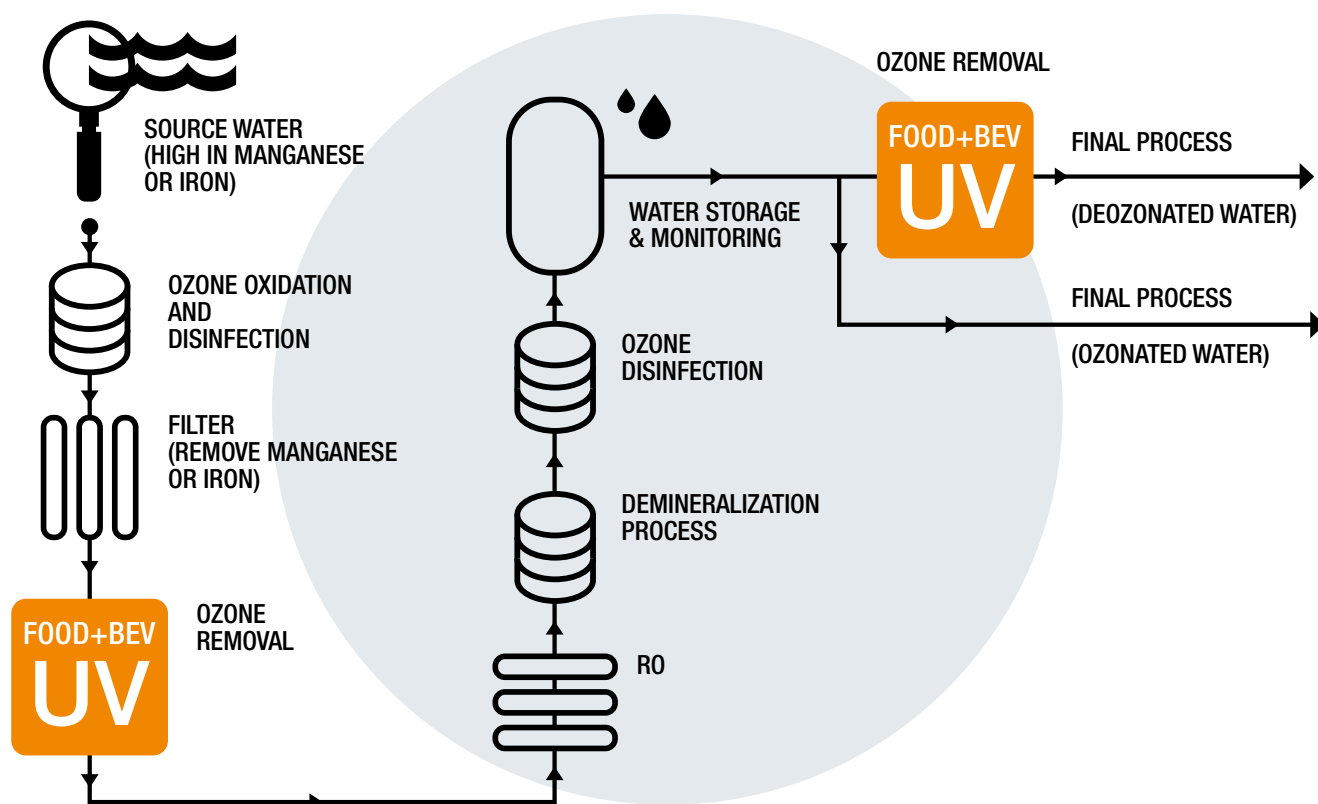 SOURCE WATER
(HIGH IN MANGANESE
OR IRON)
OZONE OXIDATION
AND
DISINFECTION
FILTER
(REMOVE MANGANESE
OR IRON)
FOOD+BEV
UV
OZONE
REMOVAL
RO
DEMINERALIZATION
PROCESS
OZONE
DISINFECTION
WATER STORAGE
& MONITORING
OZONE REMOVAL
FOOD+BEV
UV
FINAL PROCESS
(DEOZONATED WATER)
FINAL PROCESS
(OZONATED WATER)